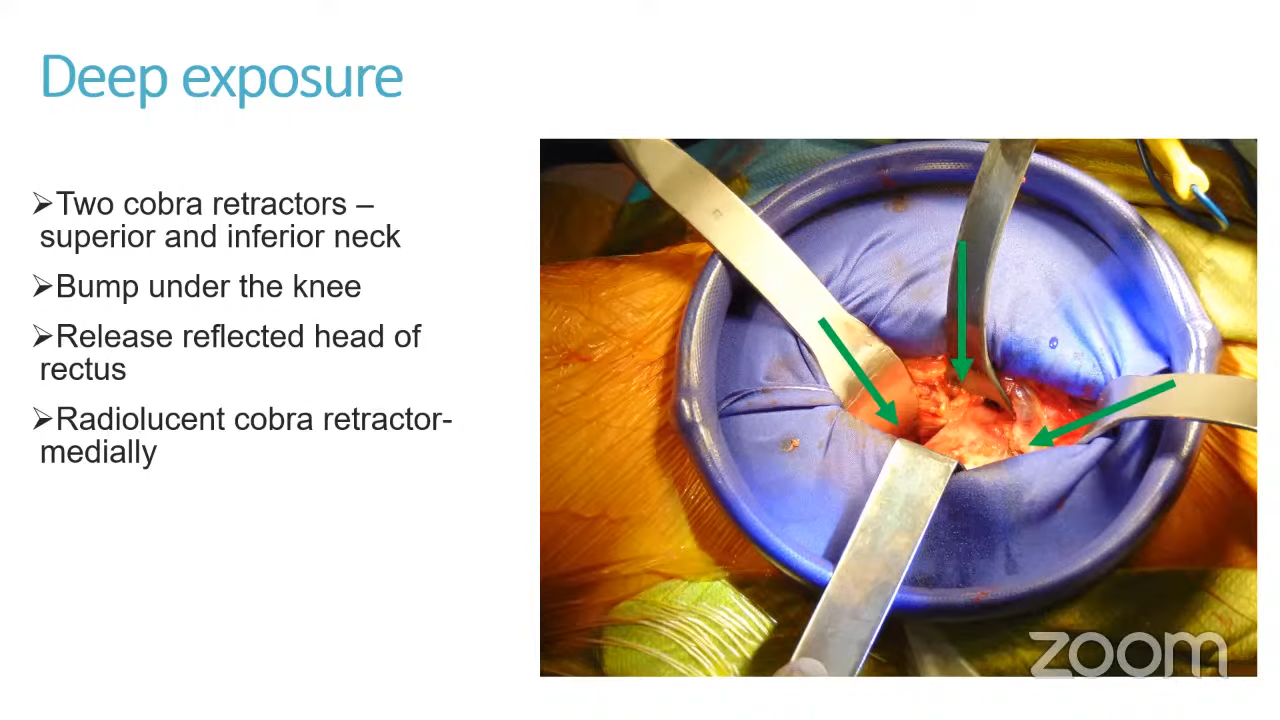 Deep exposure
➢Two cobra retractors –
superior and inferior neck
➢Bump under the knee
➢Release reflected head of
rectus
➢Radiolucent cobra retractor-
medially
zoom